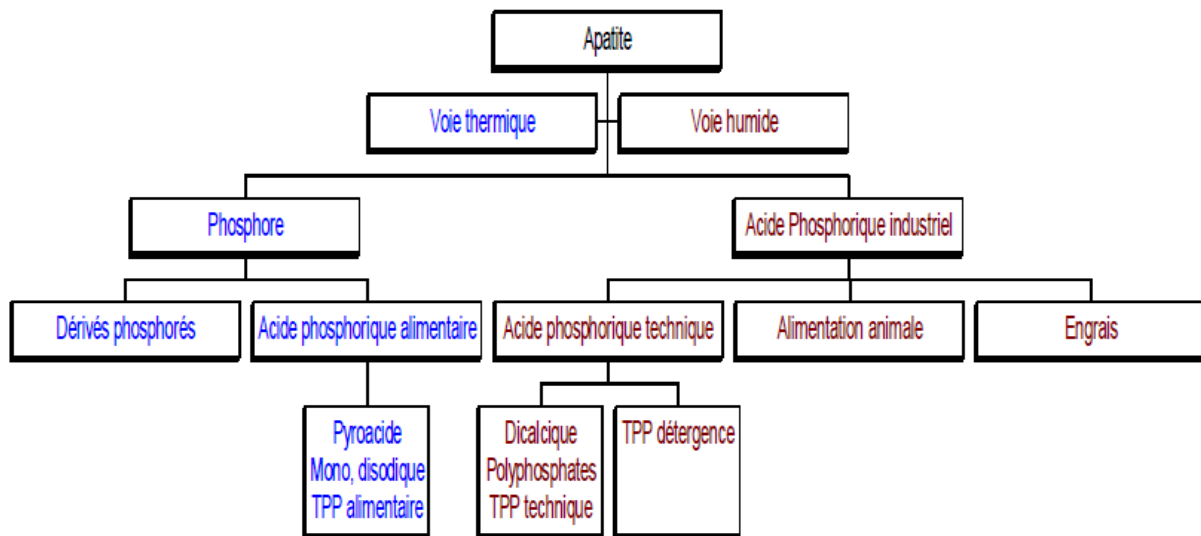 Apatite
Voie thermique
Voie humide
Phosphore
Acide Phosphorique industriel
Dérivés phosphorés
Acide phosphorique alimentaire
Acide phosphorique technique
Alimentation animale
Engrais
Pyroacide
Mono, disodique
TPP alimentaire
Dicalcique
Polyphosphates
TPP technique
TPP détergence